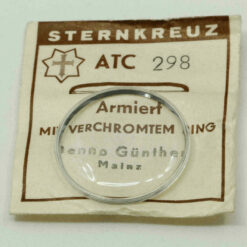 STERNKREUZ
ATC 298
Armiert
MIT VERCHROMTEM RING
Benno Günther
Mainz